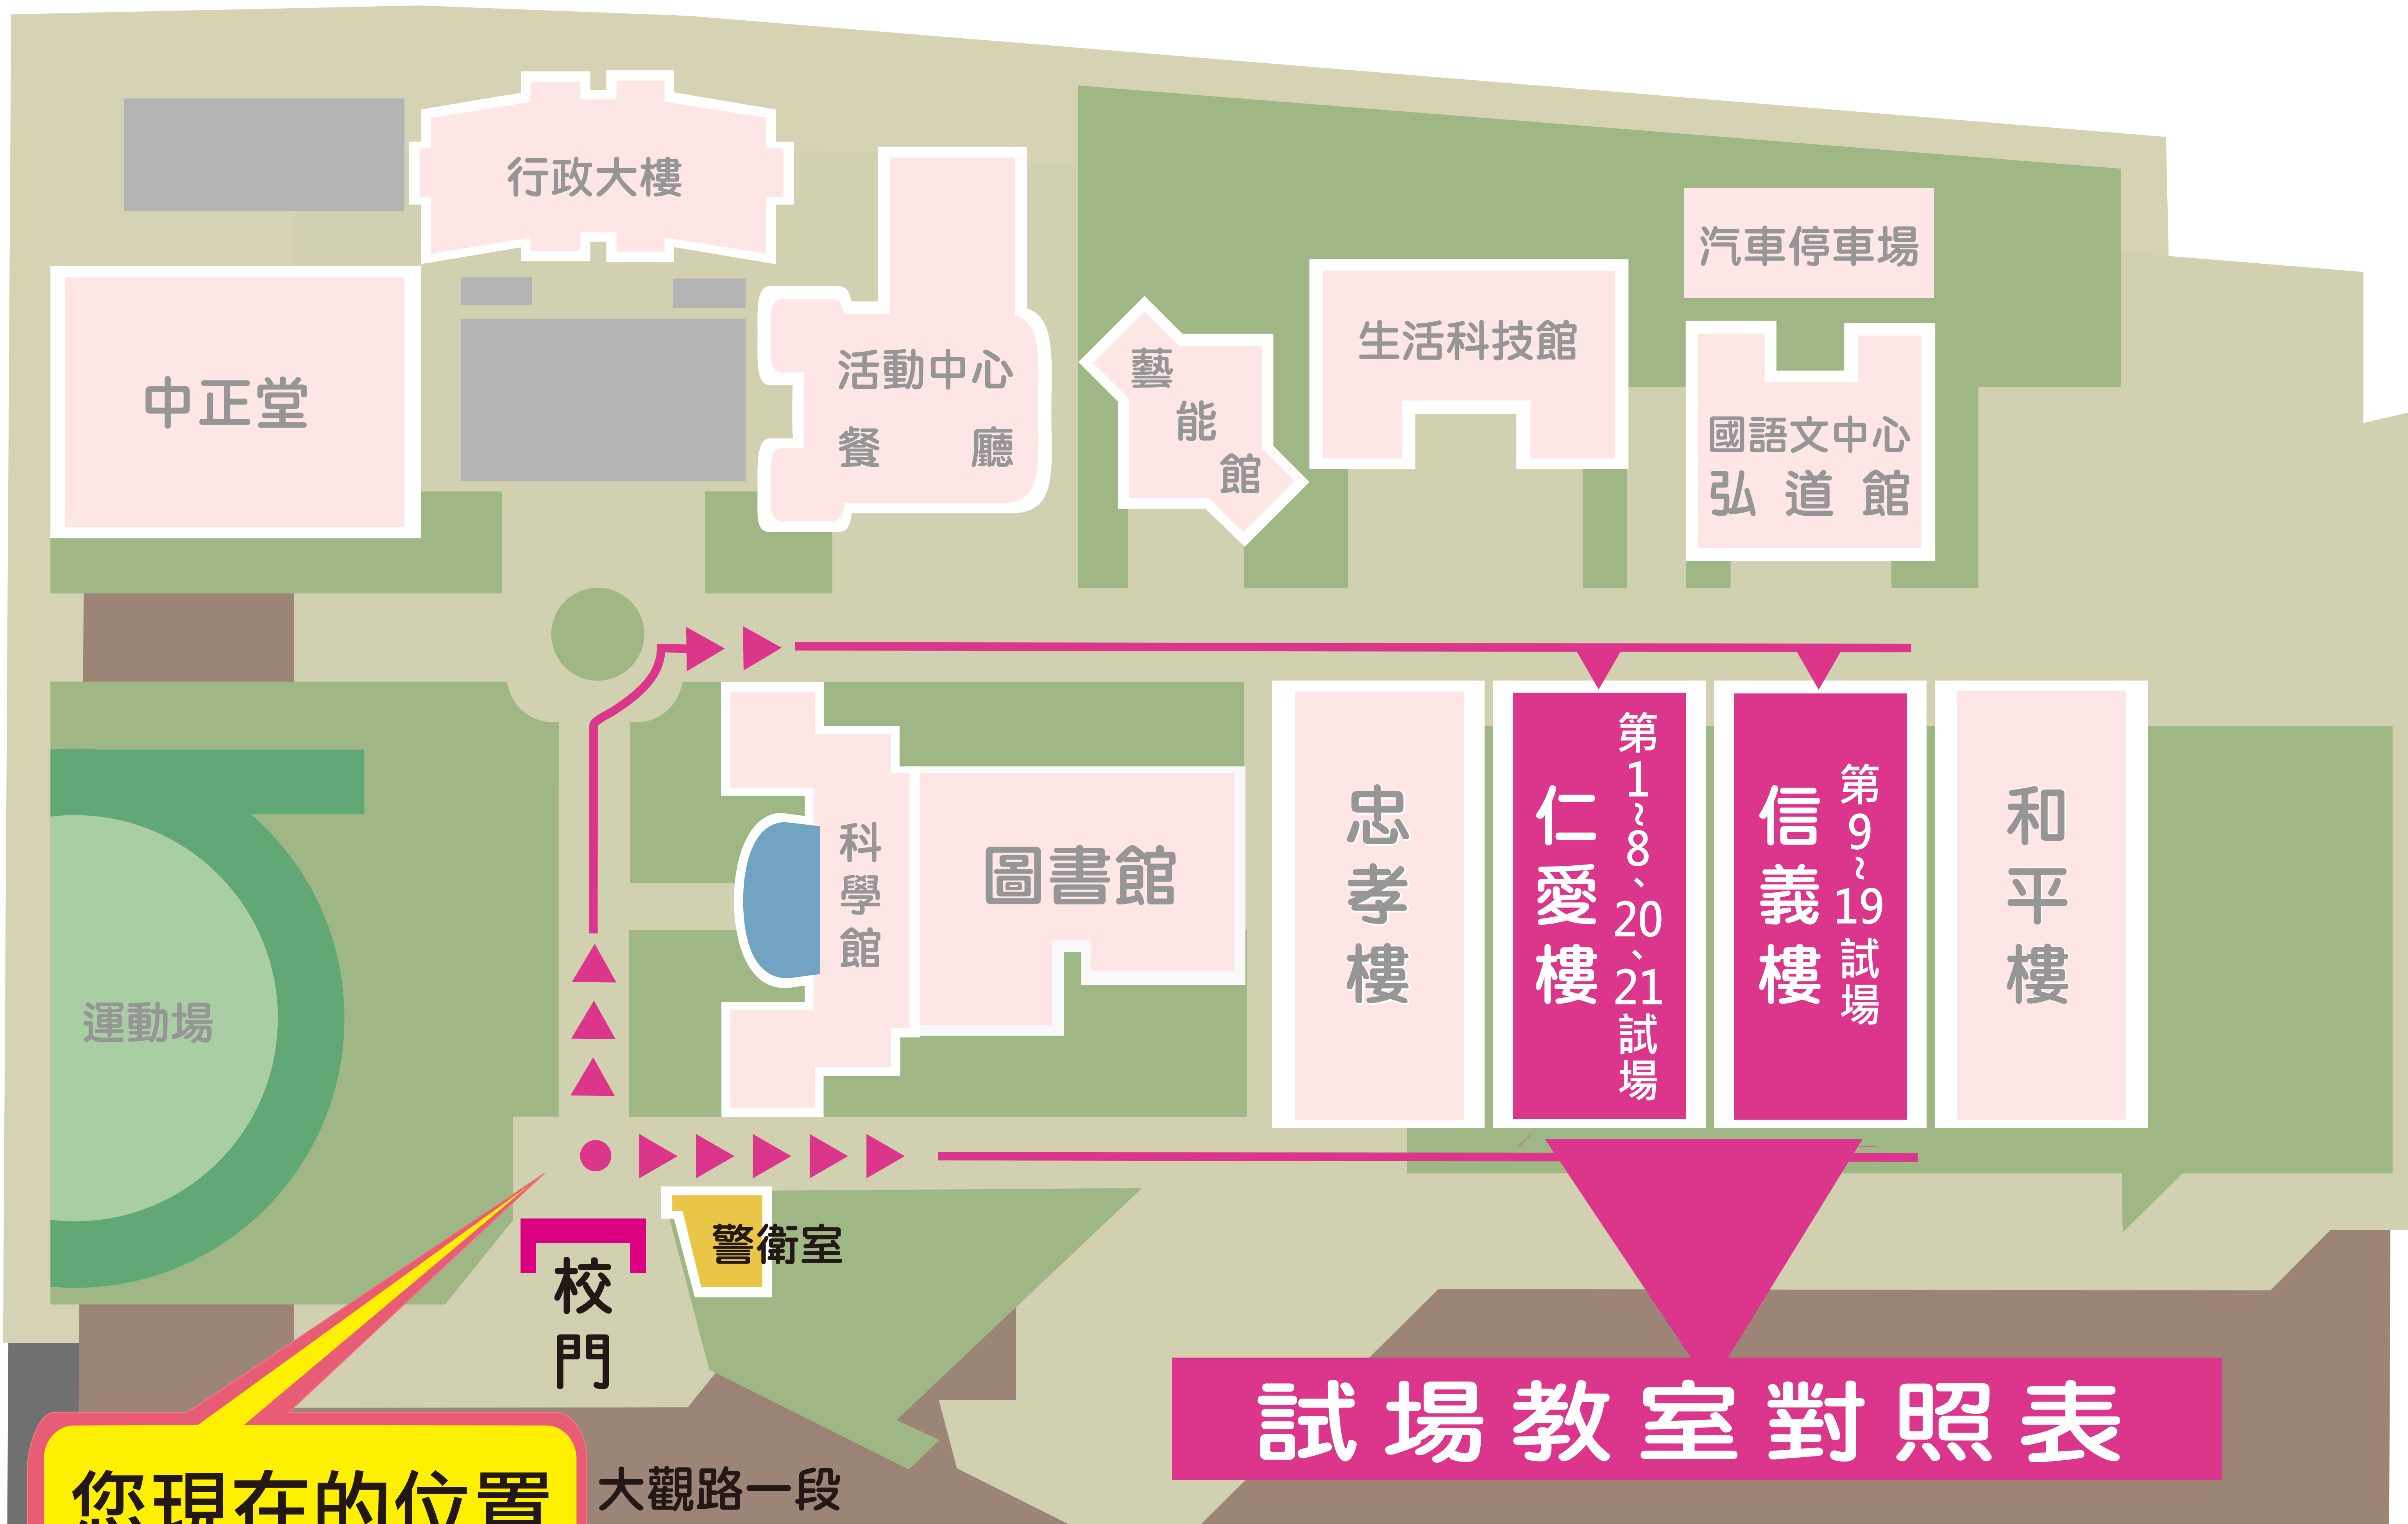 行政大樓
汽車停車場
生活科技館
活動中心
餐 廳
藝能館
中正堂
國語文中心
弘道館
第1~8、20、21試場
仁愛樓
第9~19試場
信義樓
忠孝樓
和平樓
科學館
圖書館
運動場
警衛室
校門
試場教室對照表
大觀路一段
您現在的位置